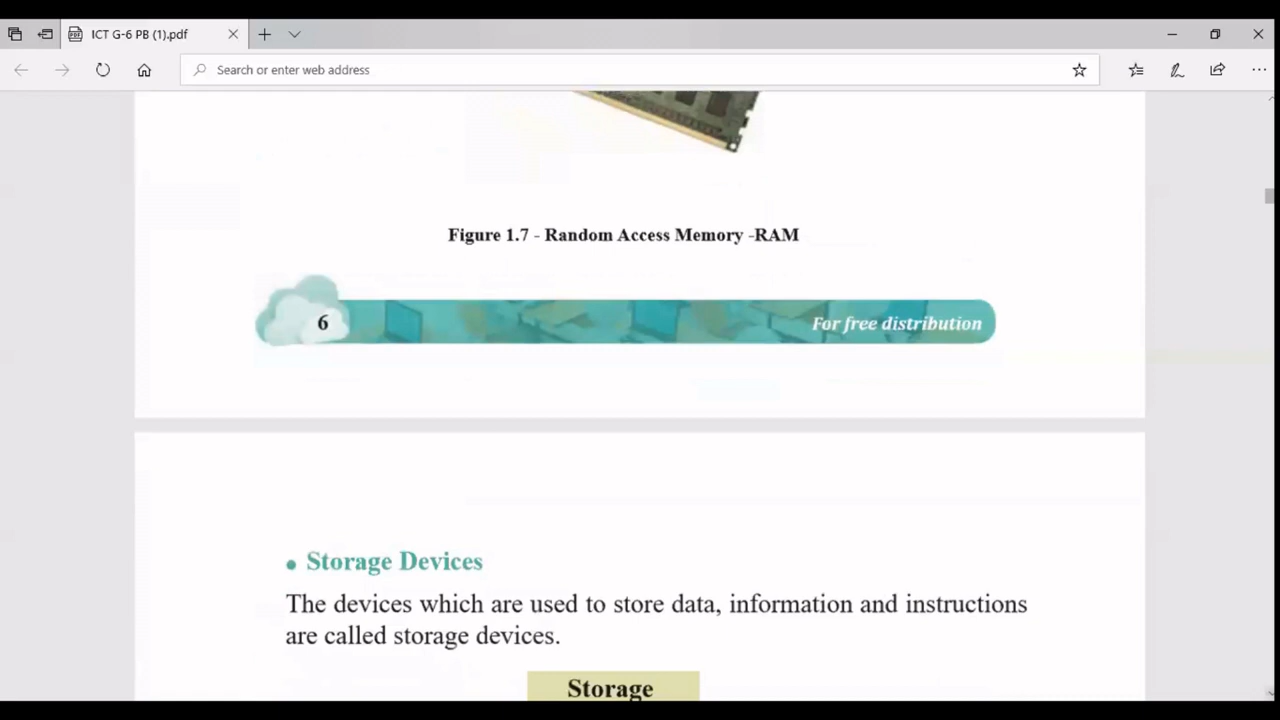 ICT G-6 PB (1).pdf
Search or enter web address
Figure 1.7 - Random Access Memory -RAM
6
For free distribution
• Storage Devices
The devices which are used to store data, information and instructions
are called storage devices.
Storage